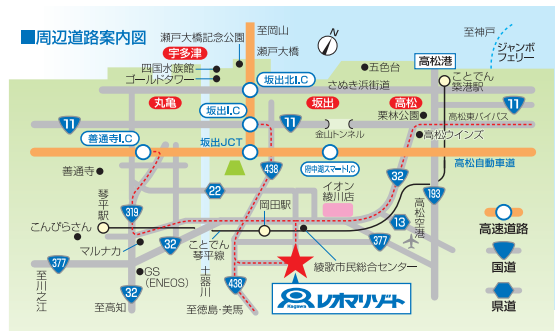 ■周辺道路案内図
至岡山
至神戸
瀬戸大橋記念公園
瀬戸大橋
N
宇多津
四国水族館
ゴールドタワー
坂出北I.C
五色台
さぬき浜街道
高松港
ジャンボ
フェリー
ことでん
築港駅
丸亀
坂出I.C
坂出
高松
栗林公園
高松東バイパス
11
11
11
金山トンネル
高松ウインズ
善通寺I.C
坂出JCT
府中湖スマートI.C
高松自動車道
善通寺
438
32
193
22
イオン
綾川店
319
琴平駅
岡田駅
13
高松空港
こんぴらさん
マルナカ
32
ことでん
琴平線
377
綾歌市民総合センター
377
32
GS
(ENEOS)
土器川
438
至川之江
至高知
至徳島・美馬
Kagawa
レオマリゾート
高速道路
国道
県道